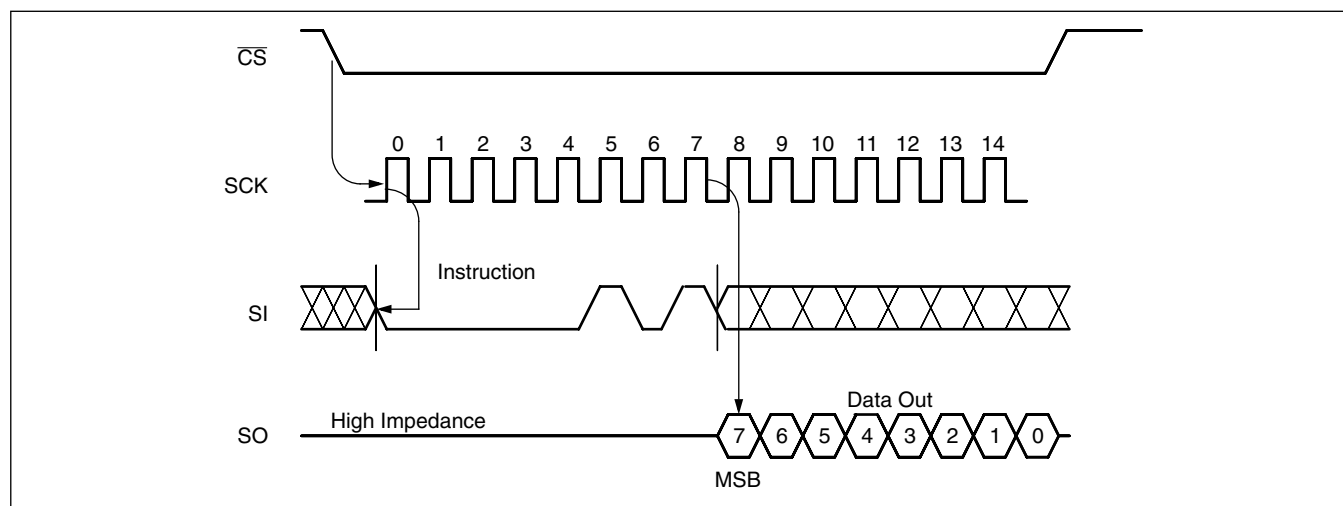 C̅S̅
0 1 2 3 4 5 6 7 8 9 10 11 12 13 14
SCK
Instruction
SI
Data Out
High Impedance
SO
7 6 5 4 3 2 1 0
MSB